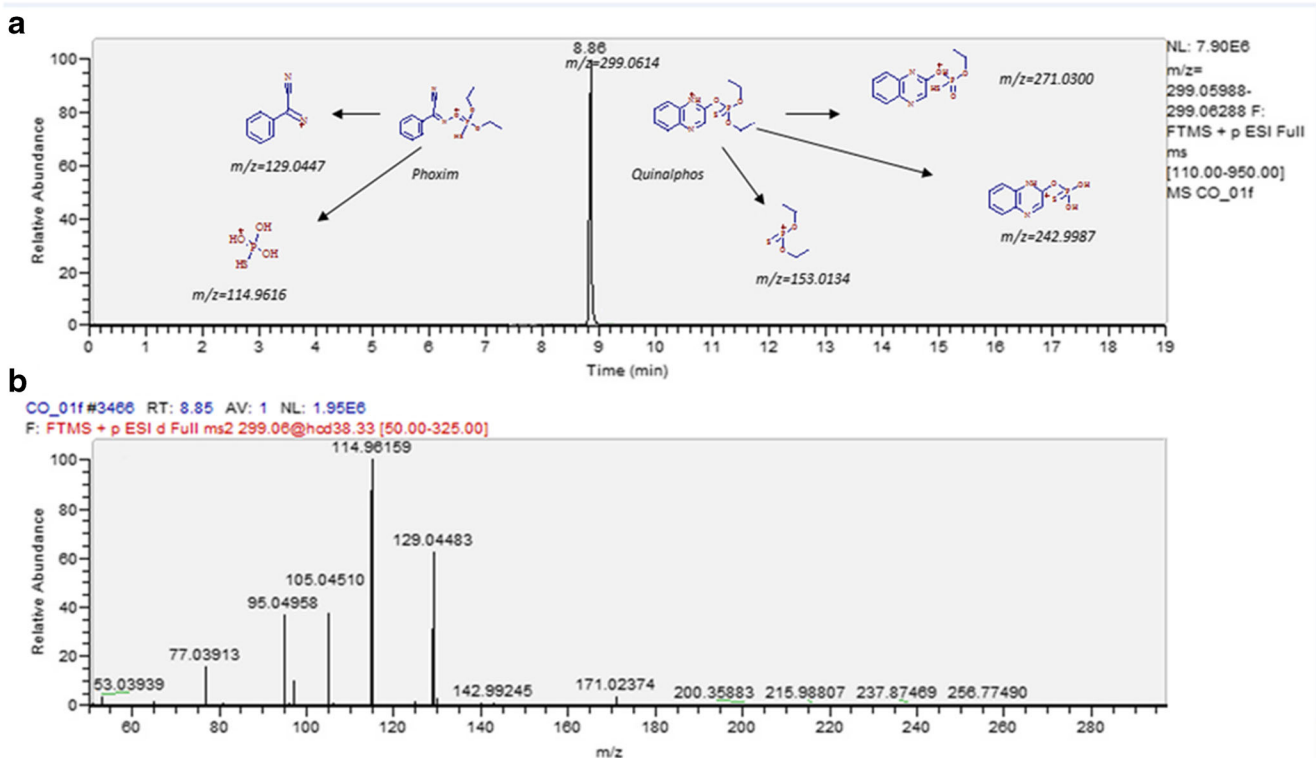 a
8.86
m/z=299.0614
NL: 7.90E6
m/z=
299.05988-
299.06288 F:
FTMS + p ESI Full
ms
[110.00-950.00]
MS CO_01f
Relative Abundance
100
80
60
40
20
0
m/z=129.0447
Phoxim
m/z=114.9616
Quinalphos
m/z=271.0300
m/z=242.9987
m/z=153.0134
0 1 2 3 4 5 6 7 8 9 10 11 12 13 14 15 16 17 18 19
Time (min)
b
CO_01f #3466 RT: 8.85 AV: 1 NL: 1.95E6
F: FTMS + p ESI d Full ms2 299.06@hcd38.33 [50.00-325.00]
Relative Abundance
100
80
60
40
20
0
114.96159
129.04483
105.04510
95.04958
77.03913
53.03939
142.99245
171.02374
200.35883
215.98807
237.87469
256.77490
60 80 100 120 140 160 180 200 220 240 260 280
m/z